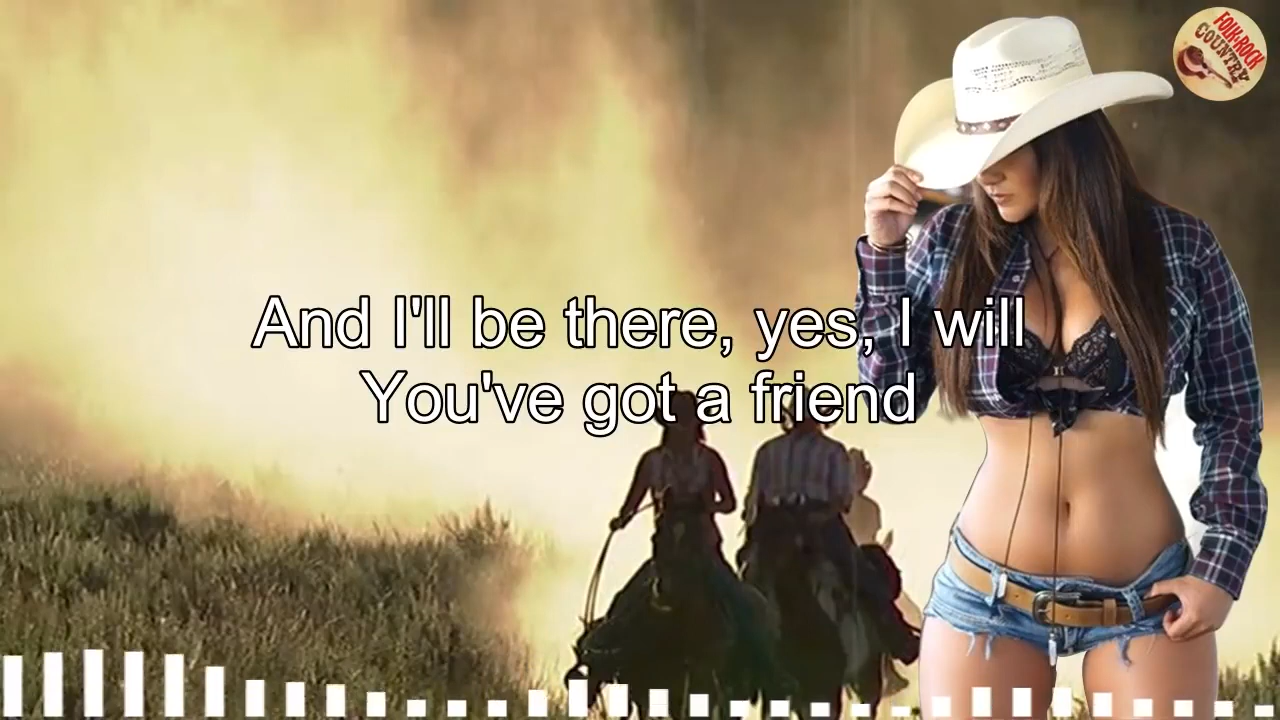 FOLK & ROCK
COUNTRY
And I'll be there, yes, I will
You've got a friend